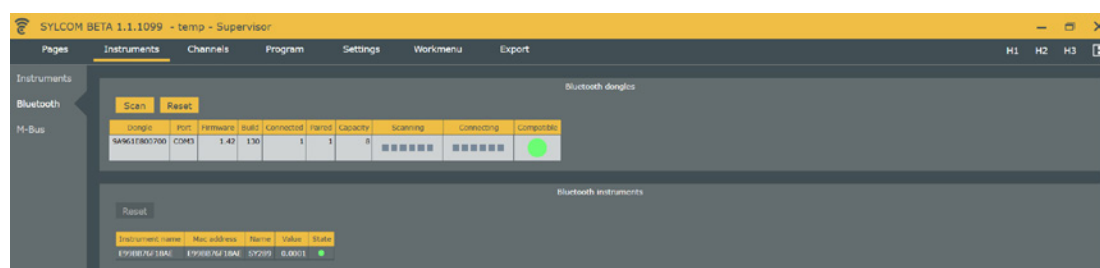 SYLCOM BETA 1.1.1099 - temp - Supervisor
Pages Instruments Channels Program Settings Workmenu Export H1 H2 H3
Instruments
Bluetooth
M-Bus
Bluetooth dongles
Scan Reset
Dongle Port Firmware Build Connected Paired Capacity Scanning Connecting Compatible
COM3 1.42 130 1 1
Bluetooth instruments
Reset
Instrument name Mac address Name Value State
SY289 0.0001